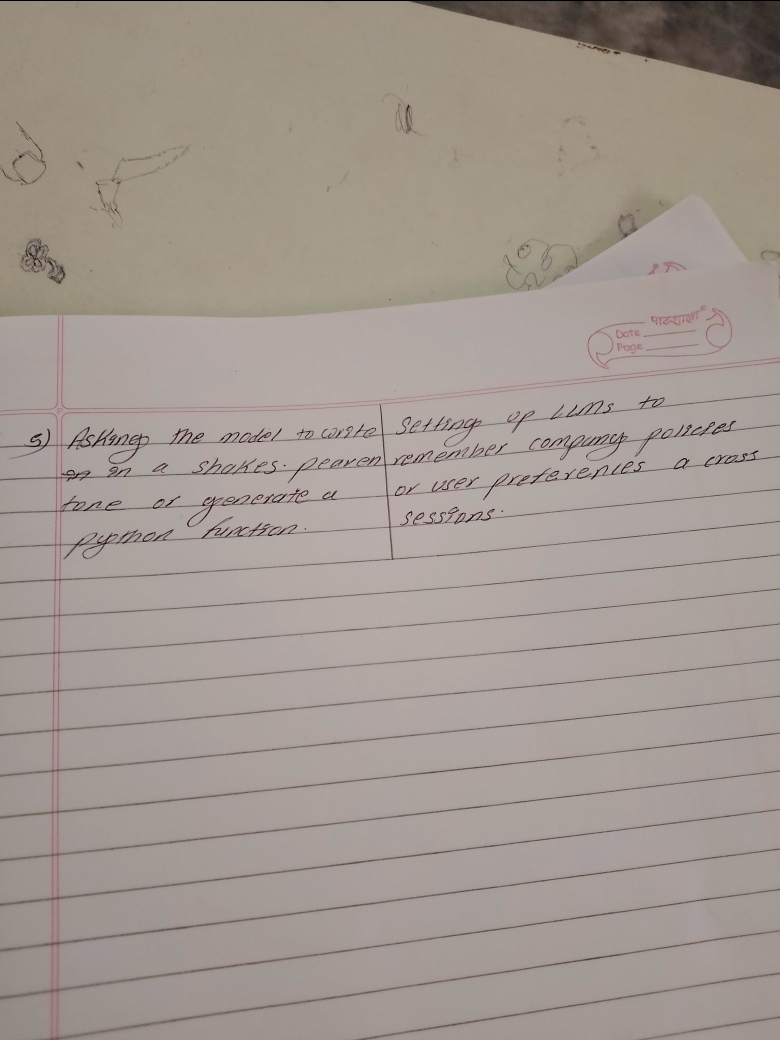 पाठशाला
Date
Page
5) Asking the model to write
in a shakes-pearen
tone or generate a
python function.
Setting up LLMs to
remember company policies
or user preferences a cross
sessions.